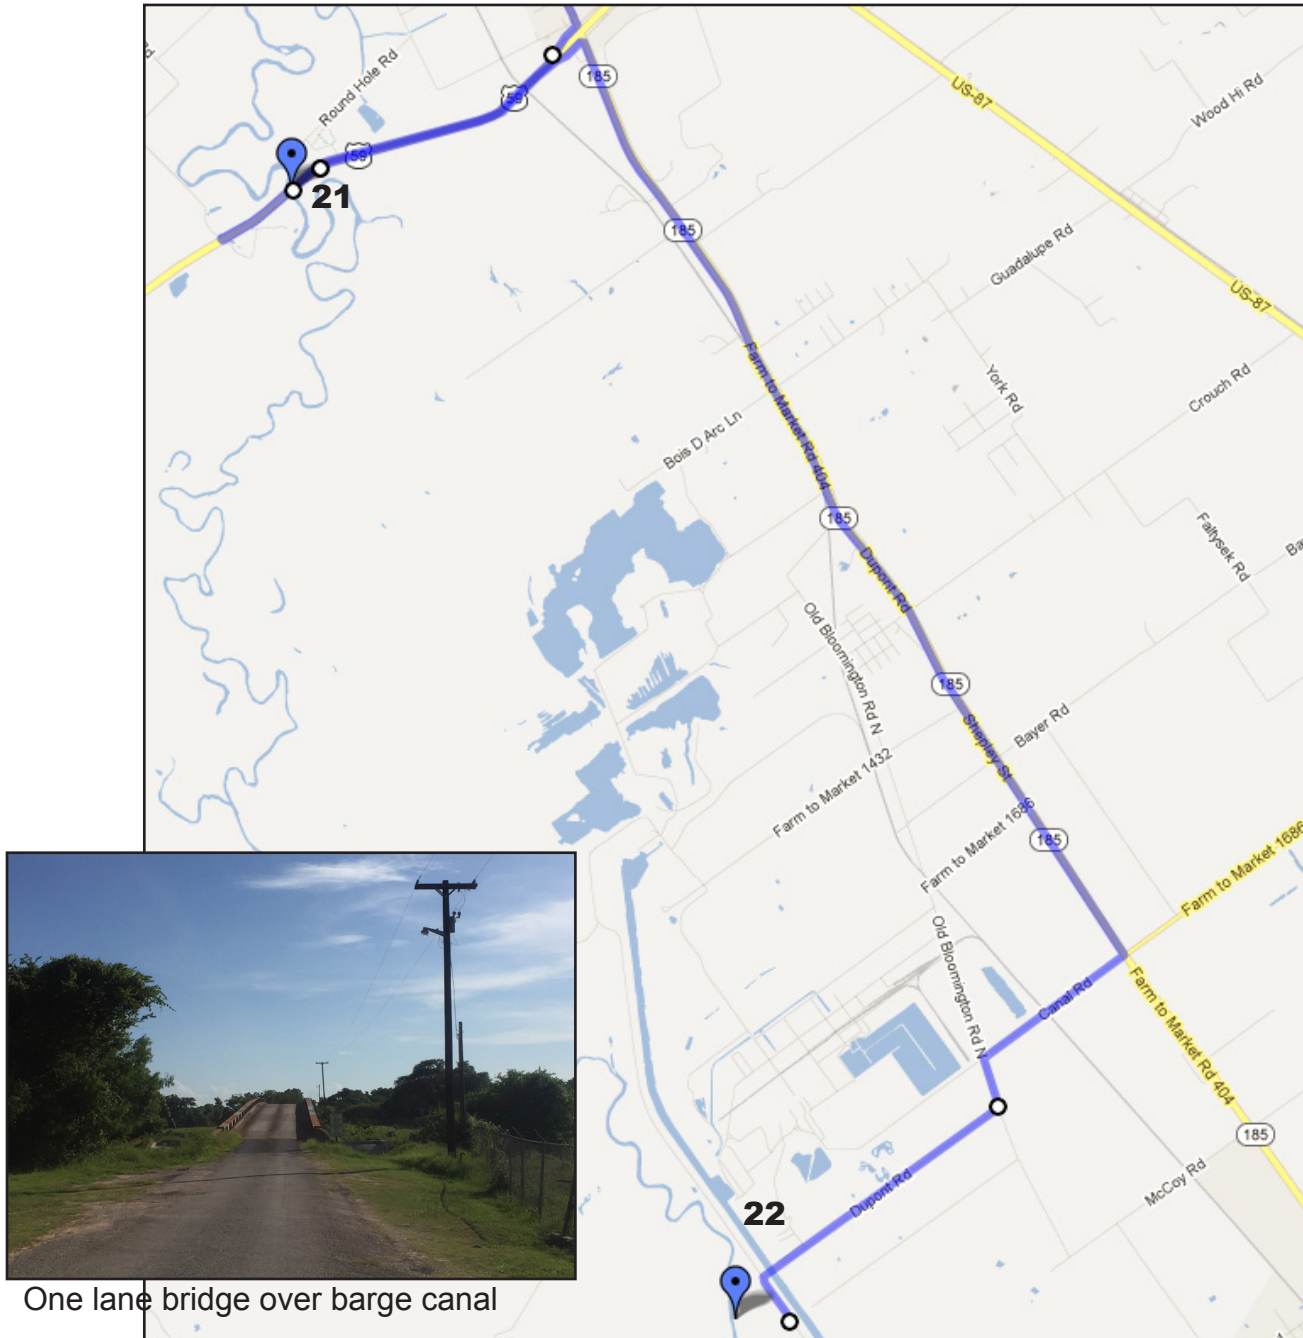 Rd
Round Hole Rd
59
59
185
US-87
Wood Hi Rd
21
185
Guadalupe Rd
US-87
Farm to Market Rd 404
York Rd
Crouch Rd
Bois D Arc Ln
185
Faltysek Rd
Ba
Dupont Rd
Old Bloomington Rd N
185
Shepley St
Bayer Rd
Farm to Market 1432
Farm to Market 1686
185
Farm to Market 1686
Old Bloomington Rd N
Canal Rd
Farm to Market Rd 404
185
McCoy Rd
Dupont Rd
22
One lane bridge over barge canal